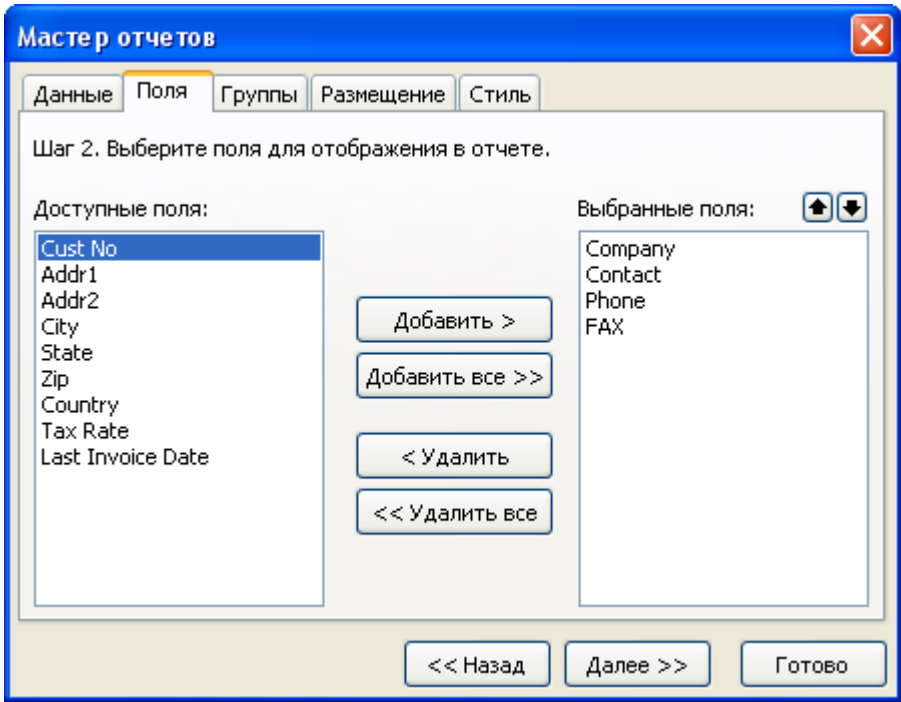 Мастер отчетов
Данные Поля Группы Размещение Стиль
Шаг 2. Выберите поля для отображения в отчете.
Доступные поля:
Cust No
Addr1
Addr2
City
State
Zip
Country
Tax Rate
Last Invoice Date
Добавить >
Добавить все >>
< Удалить
<< Удалить все
Выбранные поля:
Company
Contact
Phone
FAX
<< Назад Далее >> Готово